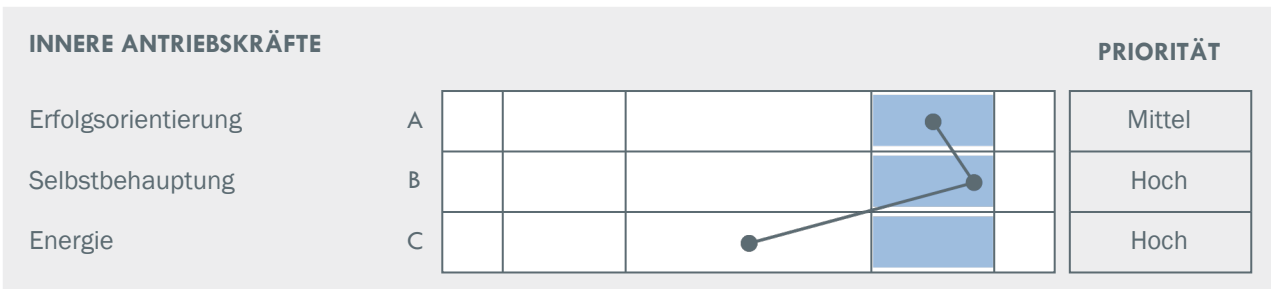 INNERE ANTRIEBSKRÄFTE
PRIORITÄT
Erfolgsorientierung A Mittel
Selbstbehauptung B Hoch
Energie C Hoch